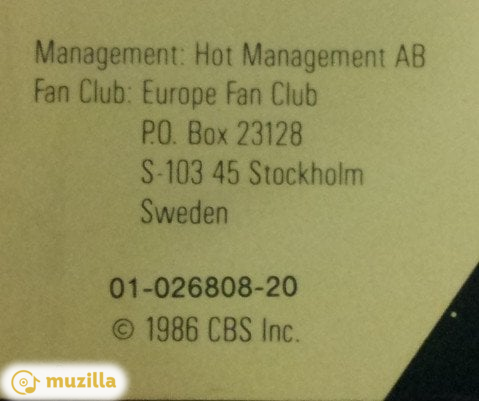 Management: Hot Management AB
Fan Club: Europe Fan Club
P.O. Box 23128
S-103 45 Stockholm
Sweden
01-026808-20
© 1986 CBS Inc.
muzilla